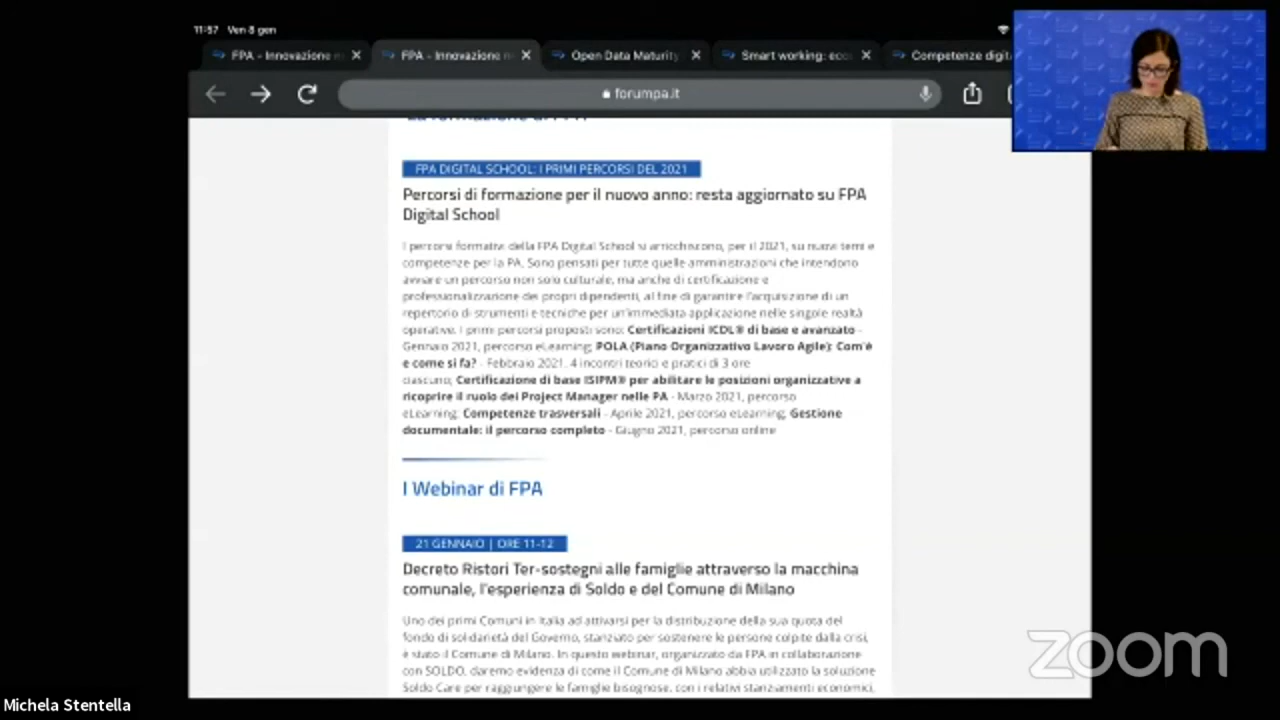 11:57 Ven 8 gen
FPA - Innovazione n
FPA - Innovazione n
Open Data Maturity
Smart working: eco
Competenze digit
forumpa.it
FPA DIGITAL SCHOOL: I PRIMI PERCORSI DEL 2021
Percorsi di formazione per il nuovo anno: resta aggiornato su FPA
Digital School
I percorsi formativi della FPA Digital School si arricchiscono, per il 2021, su nuovi temi e
competenze per la PA. Sono pensati per tutte quelle amministrazioni che intendono
avviare un percorso non solo culturale, ma anche di certificazione e
professionalizzazione dei propri dipendenti, al fine di garantire l'acquisizione di un
repertorio di strumenti e tecniche per un'immediata applicazione nelle singole realtà
operative. I primi percorsi proposti sono: Certificazioni ICDL® di base e avanzato -
Gennaio 2021, percorso eLearning; POLA (Piano Organizzativo Lavoro Agile): Com'è
e come si fa? - Febbraio 2021, 4 incontri teorici e pratici di 3 ore
ciascuno; Certificazione di base ISIPM® per abilitare le posizioni organizzative a
ricoprire il ruolo dei Project Manager nelle PA - Marzo 2021, percorso
eLearning; Competenze trasversali - Aprile 2021, percorso eLearning; Gestione
documentale: il percorso completo - Giugno 2021, percorso online
I Webinar di FPA
21 GENNAIO | ORE 11-12
Decreto Ristori Ter-sostegni alle famiglie attraverso la macchina
comunale, l'esperienza di Soldo e del Comune di Milano
Uno dei primi Comuni in Italia ad attivarsi per la distribuzione della sua quota del
fondo di solidarietà del Governo, stanziato per sostenere le persone colpite dalla crisi,
è stato il Comune di Milano. In questo webinar, organizzato da FPA in collaborazione
con SOLDO, daremo evidenza di come il Comune di Milano abbia utilizzato la soluzione
Soldo Care per raggiungere le famiglie bisognose, con i relativi stanziamenti economici,
zoom
Michela Stentella